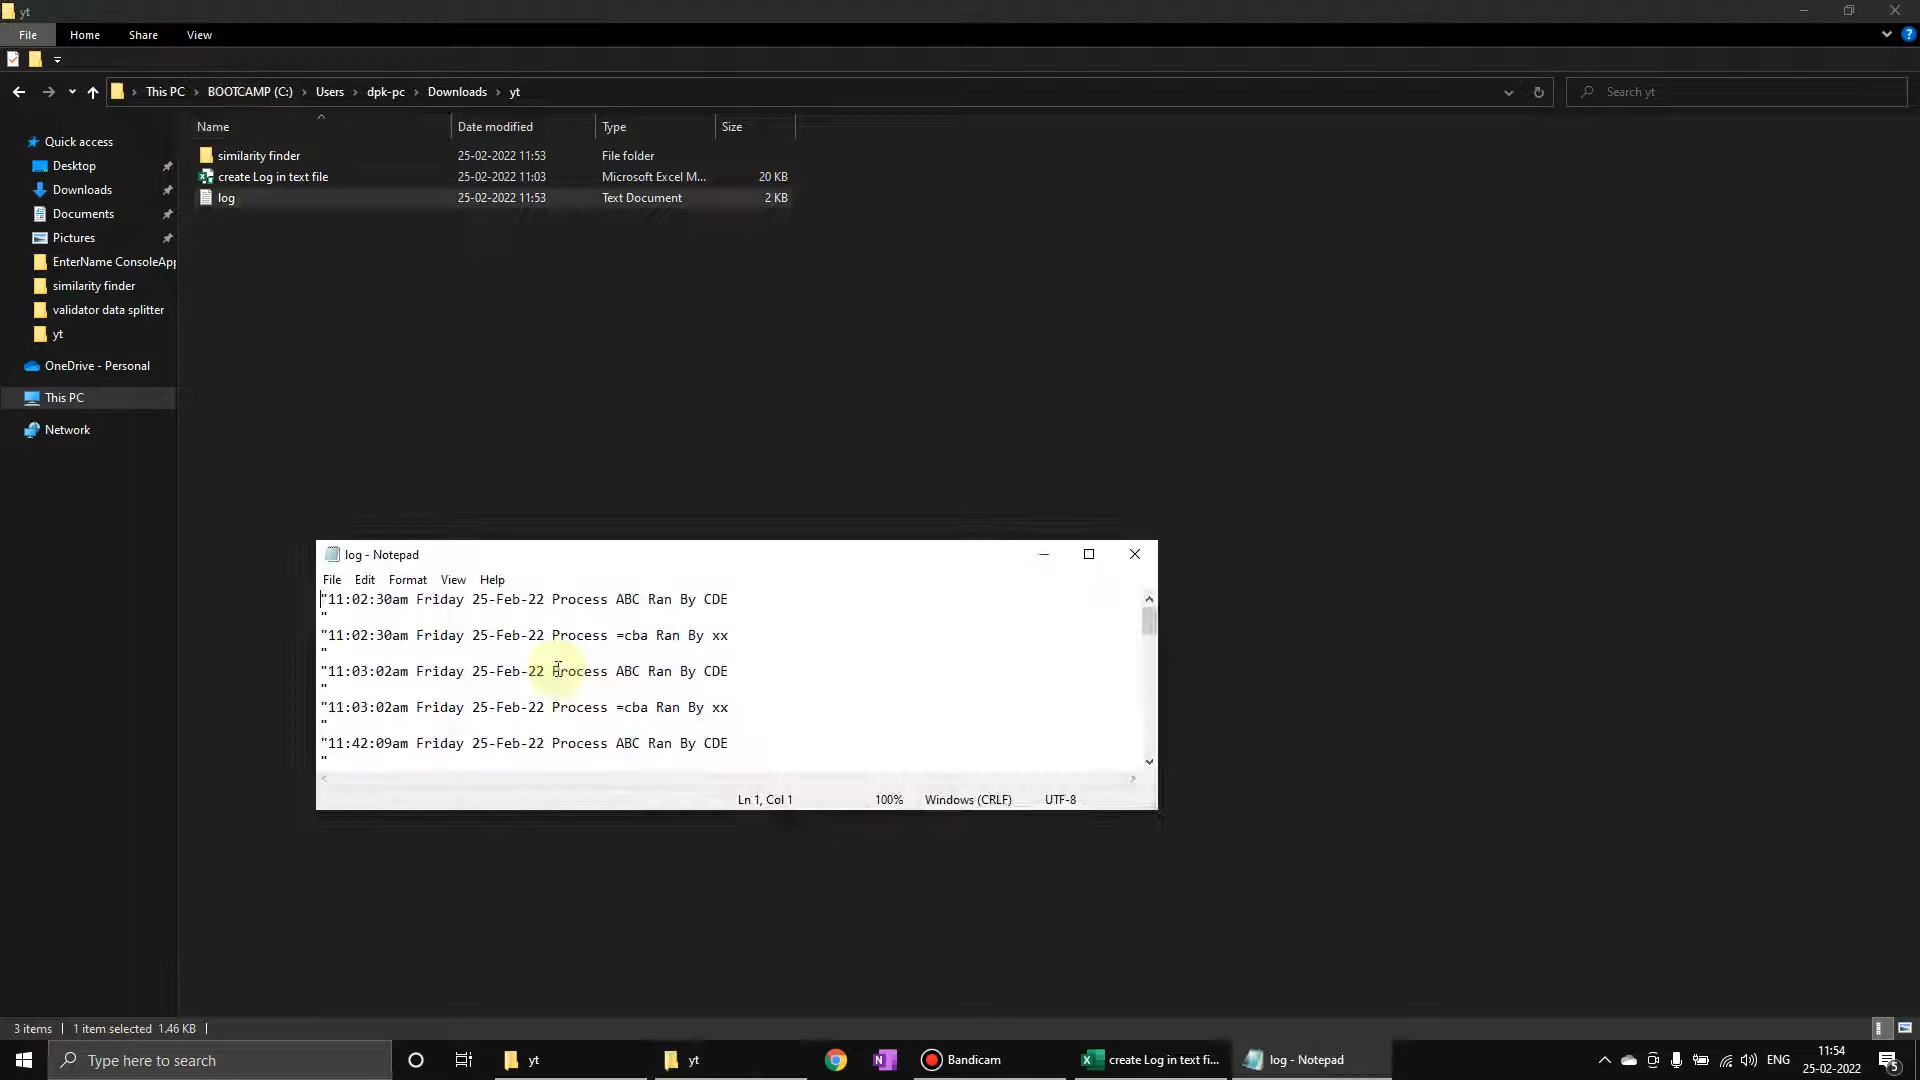 yt
File
Home
Share
View
This PC
BOOTCAMP (C:)
Users
dpk-pc
Downloads
yt
Search yt
Name
Date modified
Type
Size
similarity finder
25-02-2022 11:53
File folder
create Log in text file
25-02-2022 11:03
Microsoft Excel M...
20 KB
log
25-02-2022 11:53
Text Document
2 KB
Quick access
Desktop
Downloads
Documents
Pictures
EnterName ConsoleApp
similarity finder
validator data splitter
yt
OneDrive - Personal
This PC
Network
log - Notepad
File
Edit
Format
View
Help
"11:02:30am Friday 25-Feb-22 Process ABC Ran By CDE
"
"11:02:30am Friday 25-Feb-22 Process =cba Ran By xx
"
"11:03:02am Friday 25-Feb-22 Process ABC Ran By CDE
"
"11:03:02am Friday 25-Feb-22 Process =cba Ran By xx
"
"11:42:09am Friday 25-Feb-22 Process ABC Ran By CDE
"
Ln 1, Col 1
100%
Windows (CRLF)
UTF-8
3 items
1 item selected 1.46 KB
Type here to search
yt
yt
Bandicam
create Log in text fi...
log - Notepad
ENG
11:54
25-02-2022
5